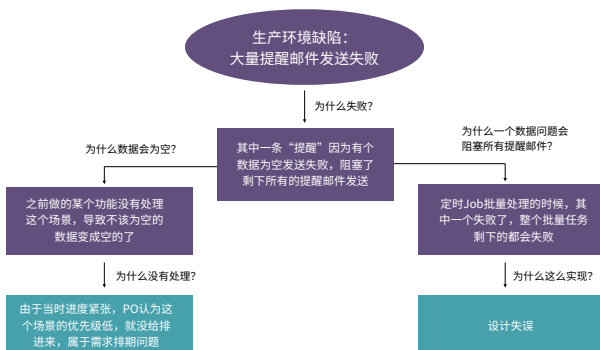 生产环境缺陷：
大量提醒邮件发送失败
为什么失败?
为什么数据会为空?
为什么一个数据问题会
阻塞所有提醒邮件?
其中一条“提醒”因为有个
数据为空发送失败，阻塞了
剩下所有的提醒邮件发送
之前做的某个功能没有处理
这个场景，导致不该为空的
数据变成空的了
定时Job批量处理的时候，其
中一个失败了，整个批量任务
剩下的都会失败
为什么没有处理?
为什么这么实现?
由于当时进度紧张，PO认为这
个场景的优先级低，就没给排
进来，属于需求排期问题
设计失误